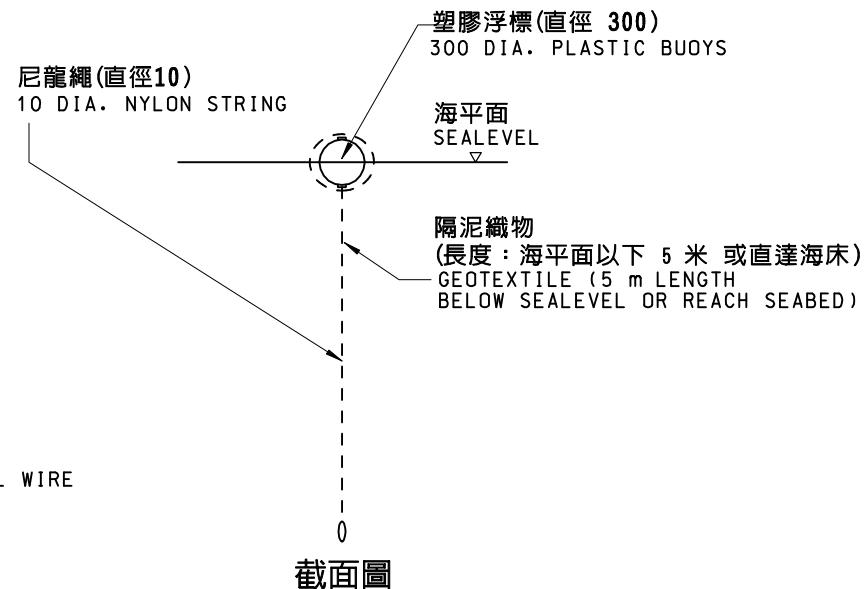 塑膠浮標(直徑 300)
300 DIA. PLASTIC BUOYS
尼龍繩(直徑10)
10 DIA. NYLON STRING
海平面
SEALEVEL
隔泥織物
(長度：海平面以下 5 米 或直達海床)
GEOTEXTILE (5 m LENGTH
BELOW SEALEVEL OR REACH SEABED)
WIRE
截面圖